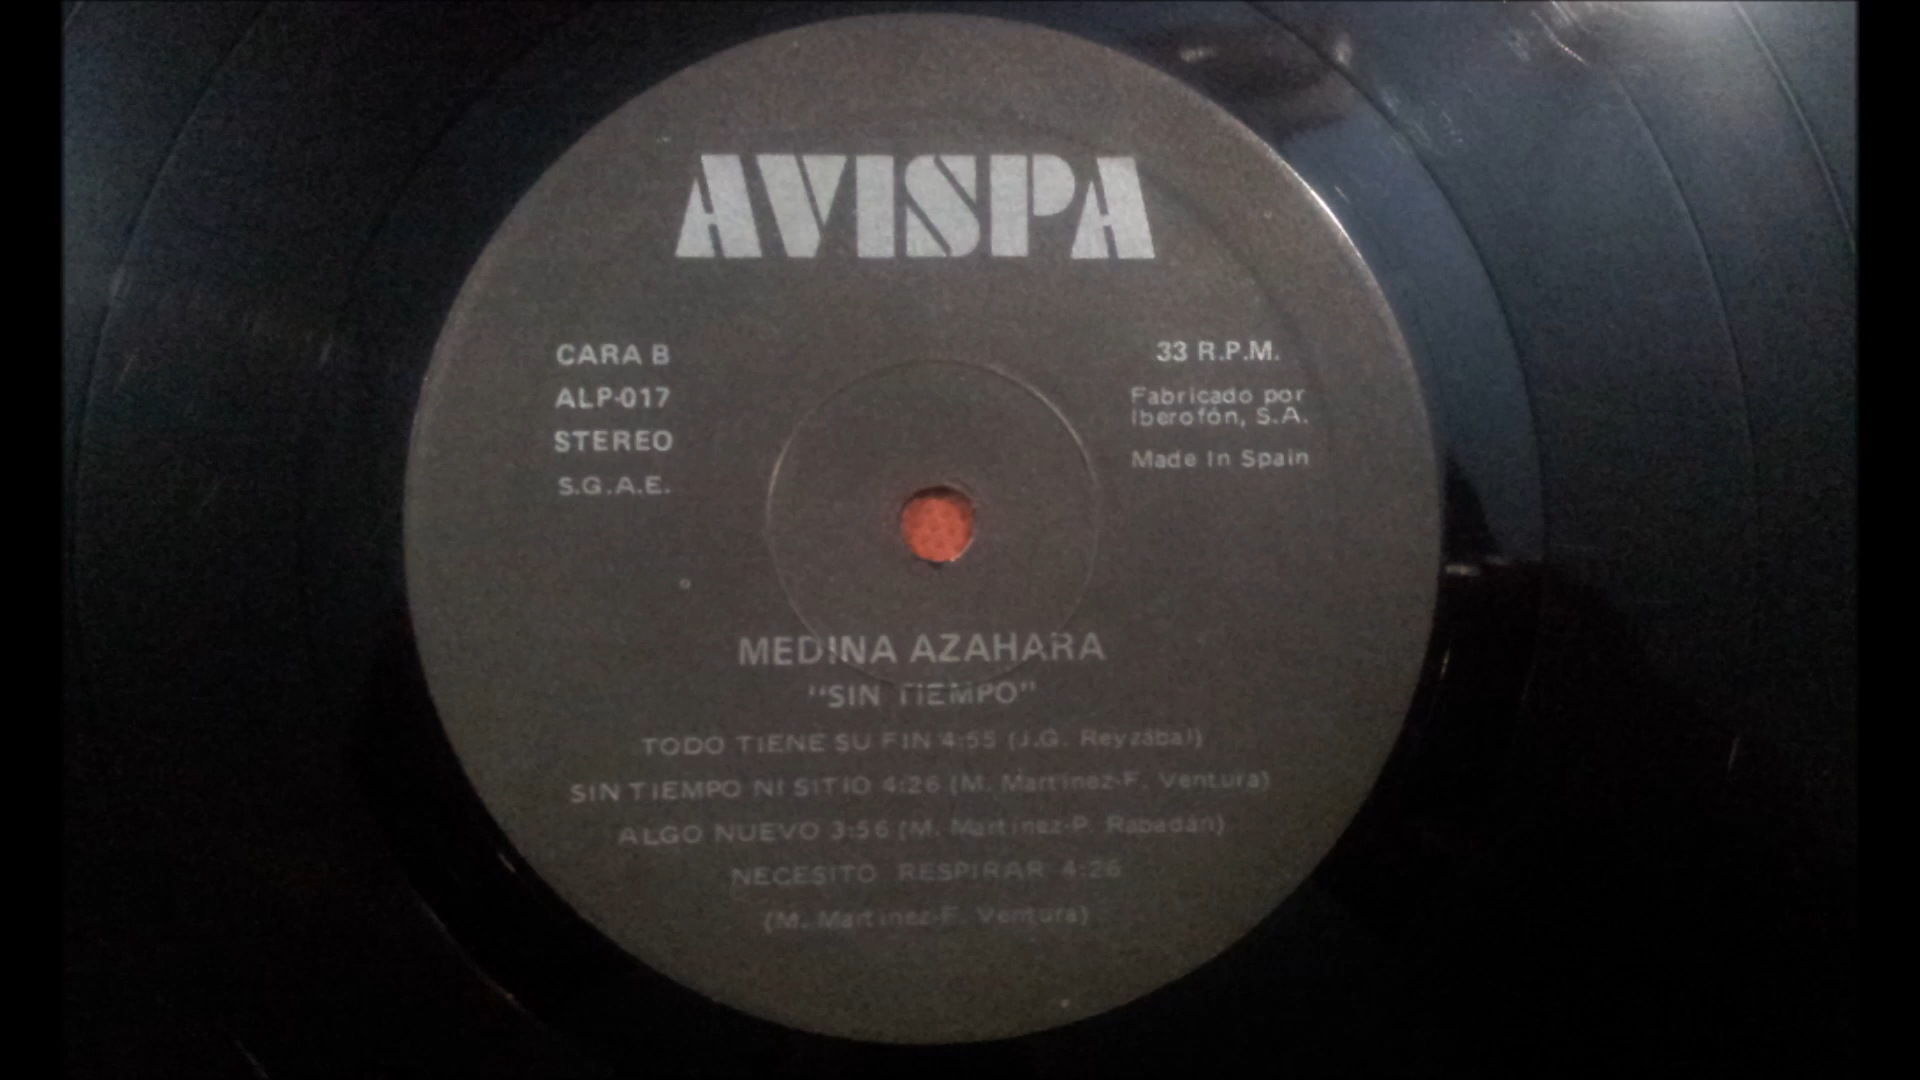 AVISPA
CARA B
ALP-017
STEREO
S.G.A.E.
33 R.P.M.
Fabricado por
Iberofón, S.A.
Made In Spain
MEDINA AZAHARA
"SIN TIEMPO"
TODO TIENE SU FIN 4:55 (J.G. Reyzábal)
SIN TIEMPO NI SITIO 4:26 (M. Martínez-F. Ventura)
ALGO NUEVO 3:56 (M. Martínez-P. Rabadán)
NECESITO RESPIRAR 4:26
(M. Martínez-F. Ventura)